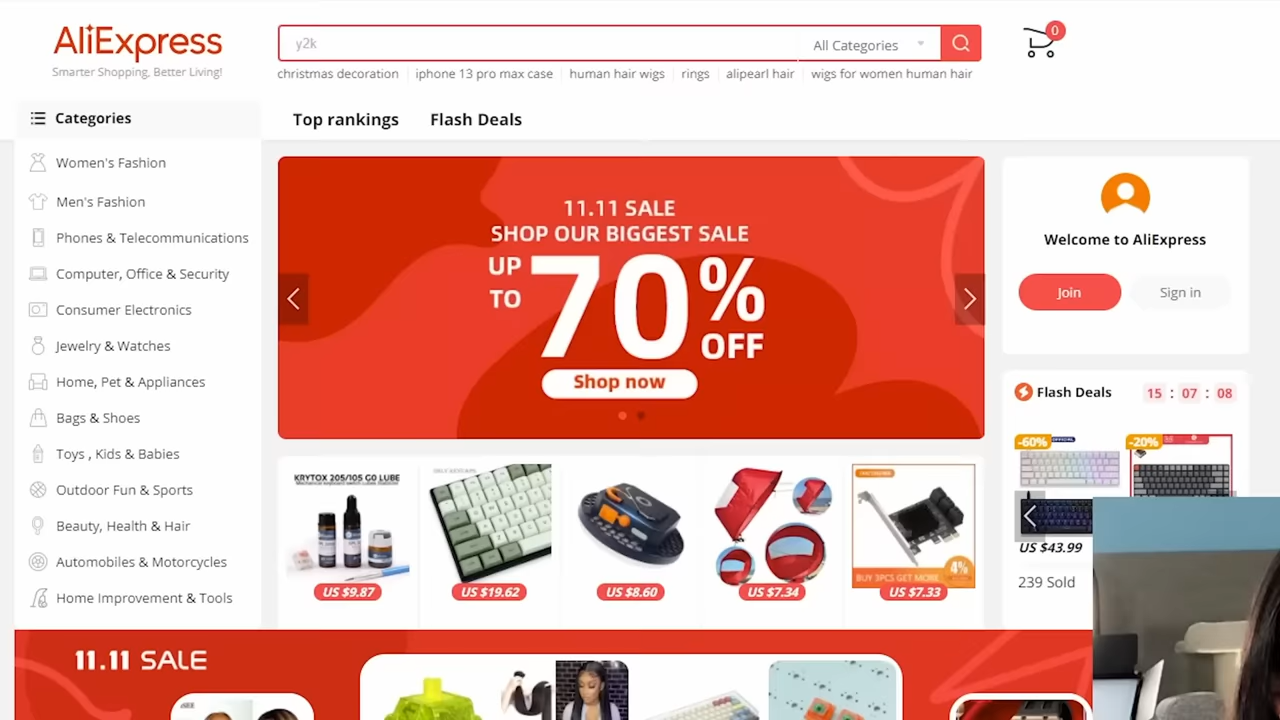 AliExpress
Smarter Shopping, Better Living!
y2k
All Categories
0
christmas decoration
iphone 13 pro max case
human hair wigs
rings
alipearl hair
wigs for women human hair
Categories
Top rankings
Flash Deals
Women's Fashion
Men's Fashion
Phones & Telecommunications
Computer, Office & Security
Consumer Electronics
Jewelry & Watches
Home, Pet & Appliances
Bags & Shoes
Toys , Kids & Babies
Outdoor Fun & Sports
Beauty, Health & Hair
Automobiles & Motorcycles
Home Improvement & Tools
11.11 SALE
SHOP OUR BIGGEST SALE
UP TO 70% OFF
Shop now
Welcome to AliExpress
Join
Sign in
Flash Deals
15 : 07 : 08
-60%
-20%
US $43.99
239 Sold
KRYTOX 205/105 G0 LUBE
US $9.87
US $19.62
US $8.60
US $7.34
BUY 3PCS GET MORE
4%
US $7.33
11.11 SALE